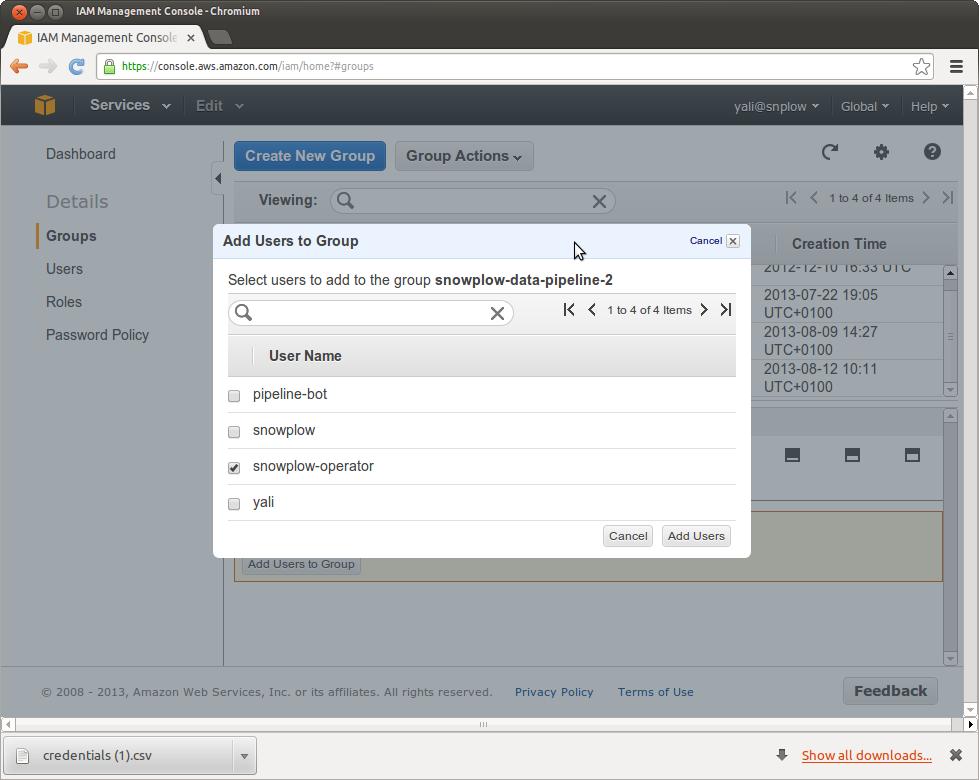 IAM Management Console - Chromium
IAM Management Console
https://console.aws.amazon.com/iam/home?#groups
Services
Edit
yali@snplow
Global
Help
Dashboard
Details
Groups
Users
Roles
Password Policy
Create New Group
Group Actions
Viewing:
1 to 4 of 4 Items
Creation Time
2012-12-10 16:33 UTC
2013-07-22 19:05
UTC+0100
2013-08-09 14:27
UTC+0100
2013-08-12 10:11
UTC+0100
Add Users to Group
Cancel
Select users to add to the group snowplow-data-pipeline-2
1 to 4 of 4 Items
User Name
pipeline-bot
snowplow
snowplow-operator
yali
Cancel
Add Users
Add Users to Group
© 2008 - 2013, Amazon Web Services, Inc. or its affiliates. All rights reserved.
Privacy Policy
Terms of Use
Feedback
credentials (1).csv
Show all downloads...